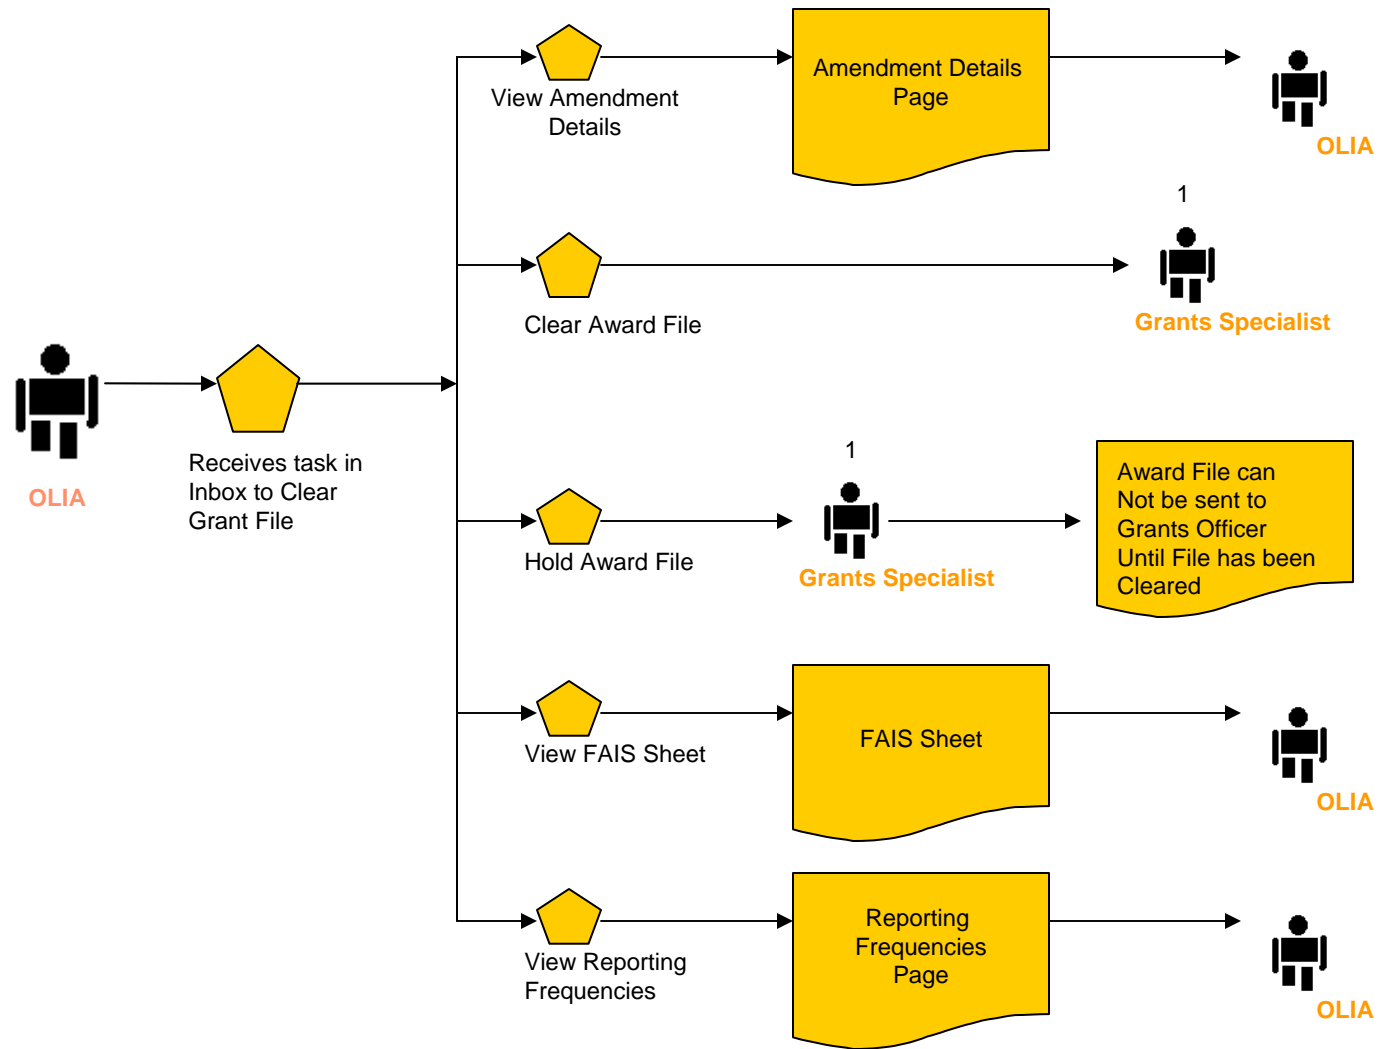 View Amendment
Details
Amendment Details
Page
OLIA
1
Clear Award File
Grants Specialist
OLIA
Receives task in
Inbox to Clear
Grant File
Hold Award File
1
Grants Specialist
Award File can
Not be sent to
Grants Officer
Until File has been
Cleared
View FAIS Sheet
FAIS Sheet
OLIA
View Reporting
Frequencies
Reporting
Frequencies
Page
OLIA